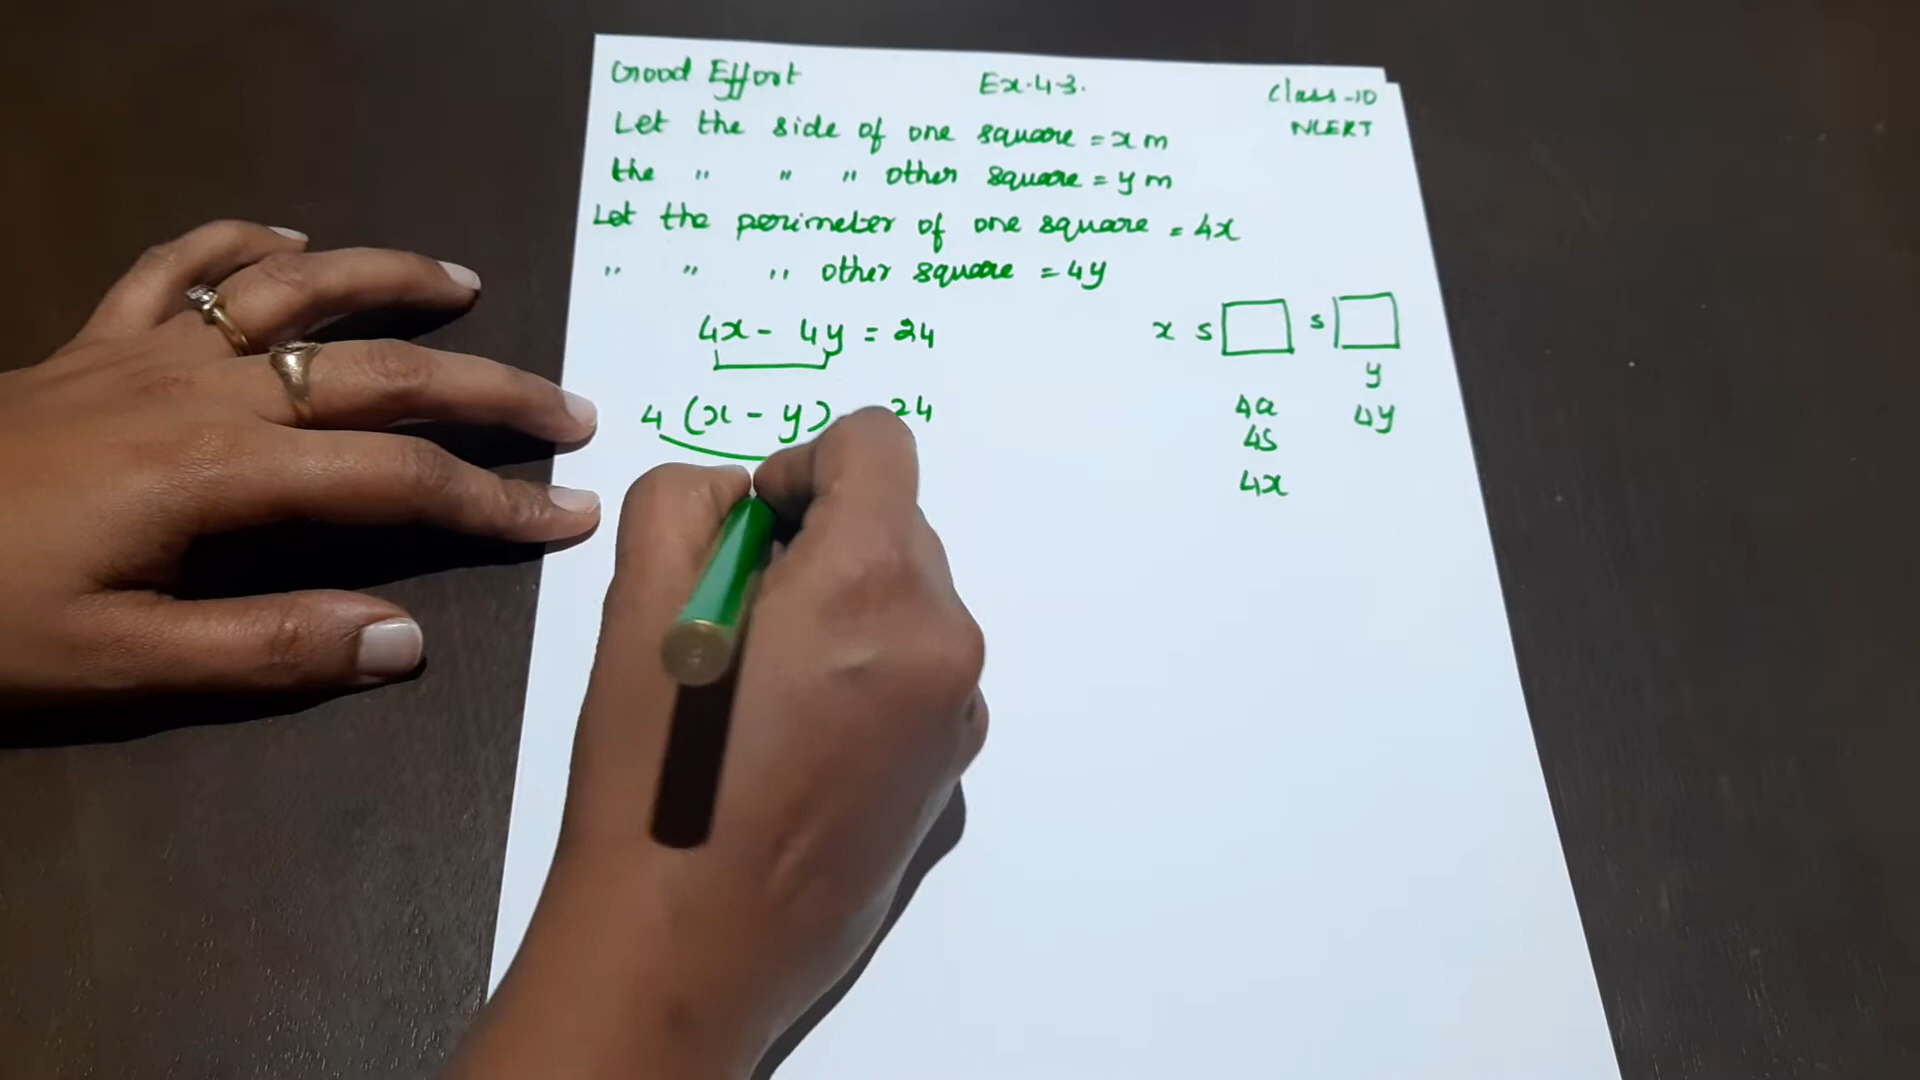 Good Effort Ex.4.3. Class-10
NCERT
Let the side of one square = x m
the " " " other square = y m
Let the perimeter of one square = 4x
" " " other square = 4y
4x - 4y = 24
4 (x - y) 24
x s s
y
4a 4y
4s
4x